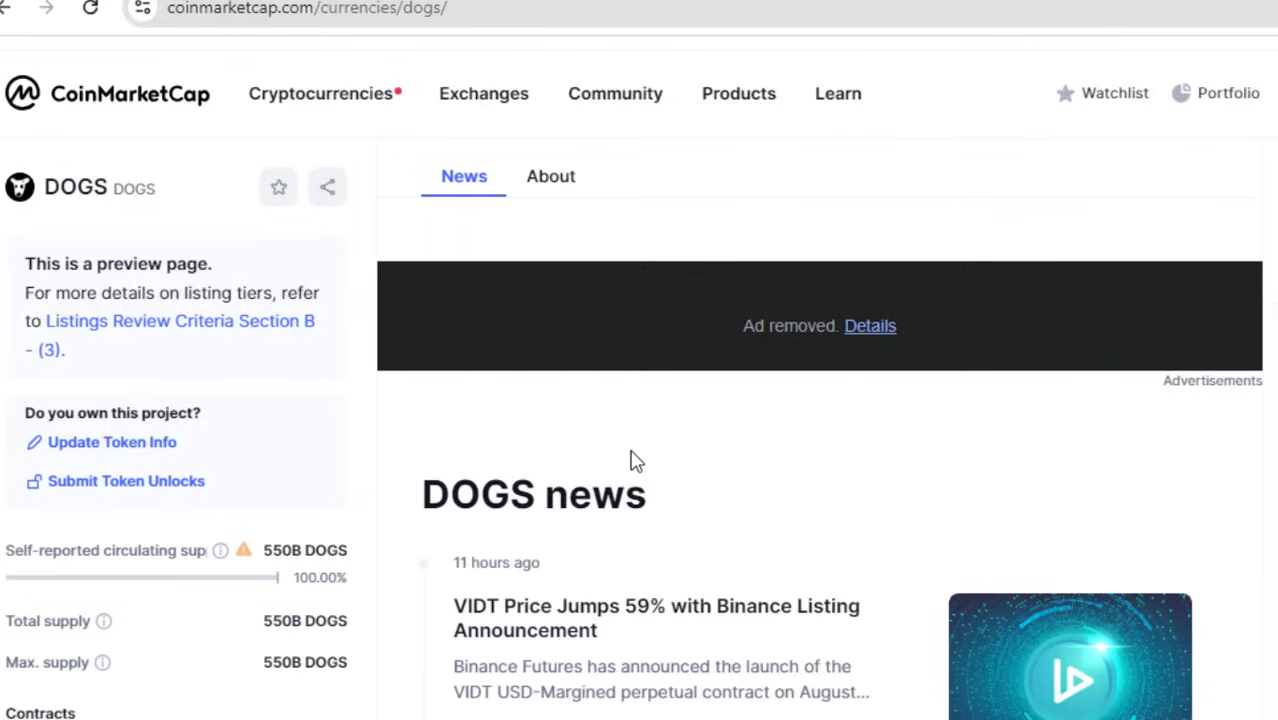 coinmarketcap.com/currencies/dogs/
CoinMarketCap
Cryptocurrencies
Exchanges
Community
Products
Learn
Watchlist
Portfolio
DOGS DOGS
This is a preview page.
For more details on listing tiers, refer
to Listings Review Criteria Section B
- (3).
Do you own this project?
Update Token Info
Submit Token Unlocks
Self-reported circulating sup 550B DOGS
100.00%
Total supply 550B DOGS
Max. supply 550B DOGS
Contracts
News
About
Ad removed. Details
Advertisements
DOGS news
11 hours ago
VIDT Price Jumps 59% with Binance Listing
Announcement
Binance Futures has announced the launch of the
VIDT USD-Margined perpetual contract on August...